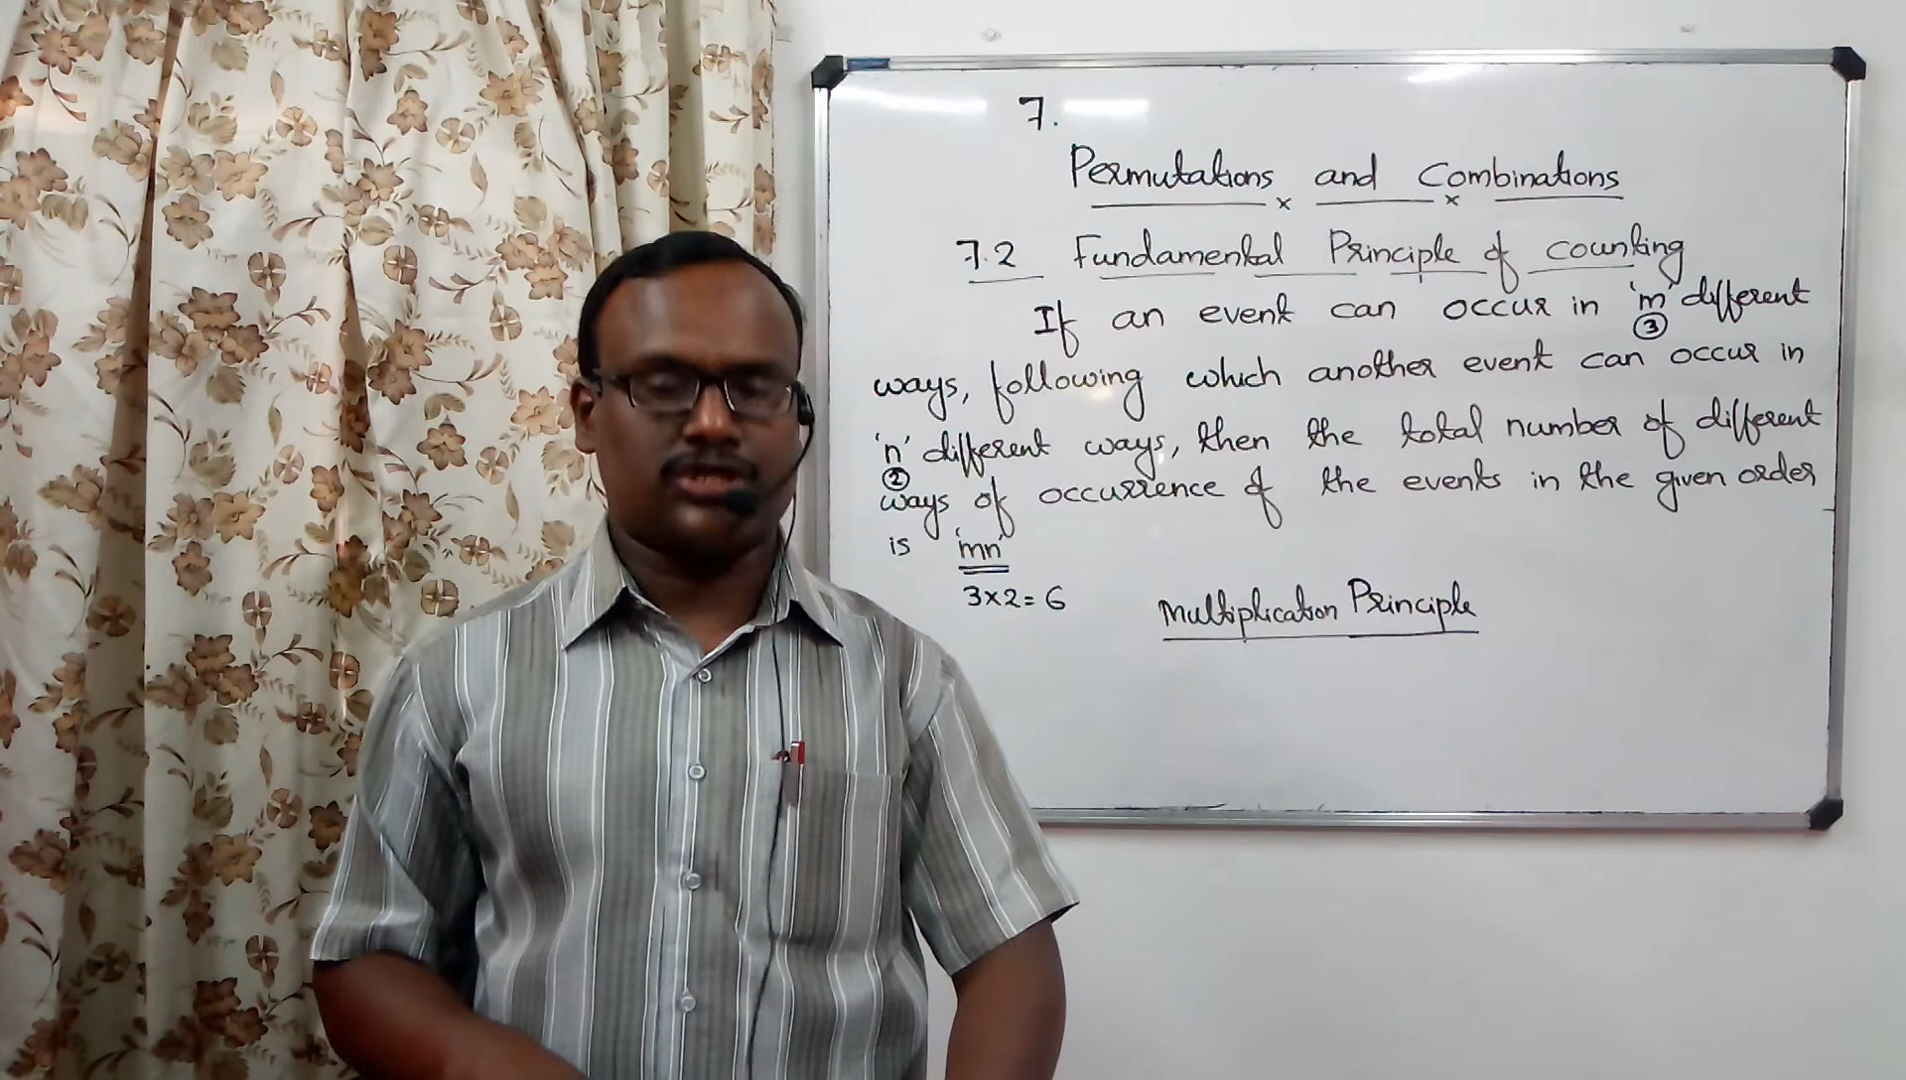 7.
Permutations and Combinations
7.2 Fundamental Principle of counting
If an event can occur in 'm' different
③
ways, following which another event can occur in
'n' different ways, then the total number of different
②
ways of occurrence of the events in the given order
is 'mn'
3×2=6
Multiplication Principle